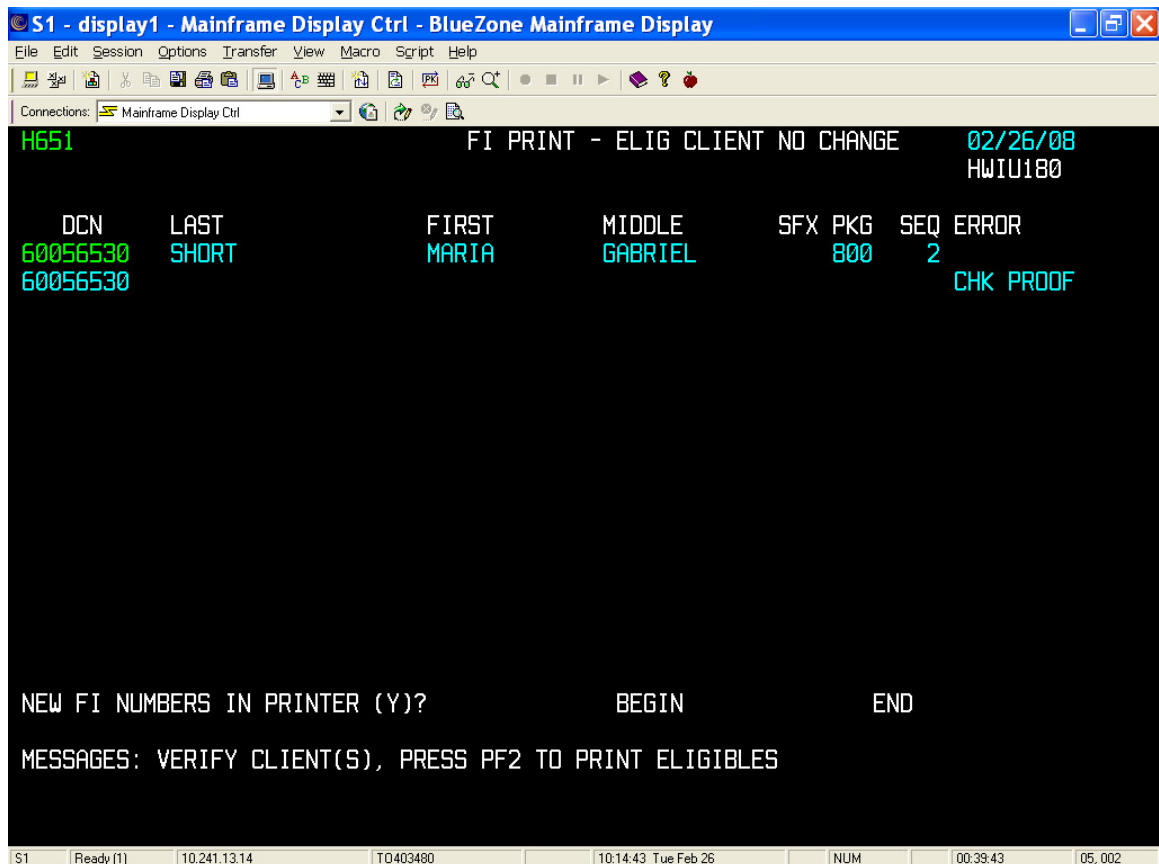 S1 - display1 - Mainframe Display Ctrl - BlueZone Mainframe Display
File Edit Session Options Transfer View Macro Script Help
Connections: Mainframe Display Ctrl
H651 FI PRINT - ELIG CLIENT NO CHANGE 02/26/08
HWIU180
DCN LAST FIRST MIDDLE SFX PKG SEQ ERROR
60056530 SHORT MARIA GABRIEL 800 2
60056530 CHK PROOF
NEW FI NUMBERS IN PRINTER (Y)? BEGIN END
MESSAGES: VERIFY CLIENT(S), PRESS PF2 TO PRINT ELIGIBLES
S1 Ready (1) 10.241.13.14 TO403480 10:14:43 Tue Feb 26 NUM 00:39:43 05, 002